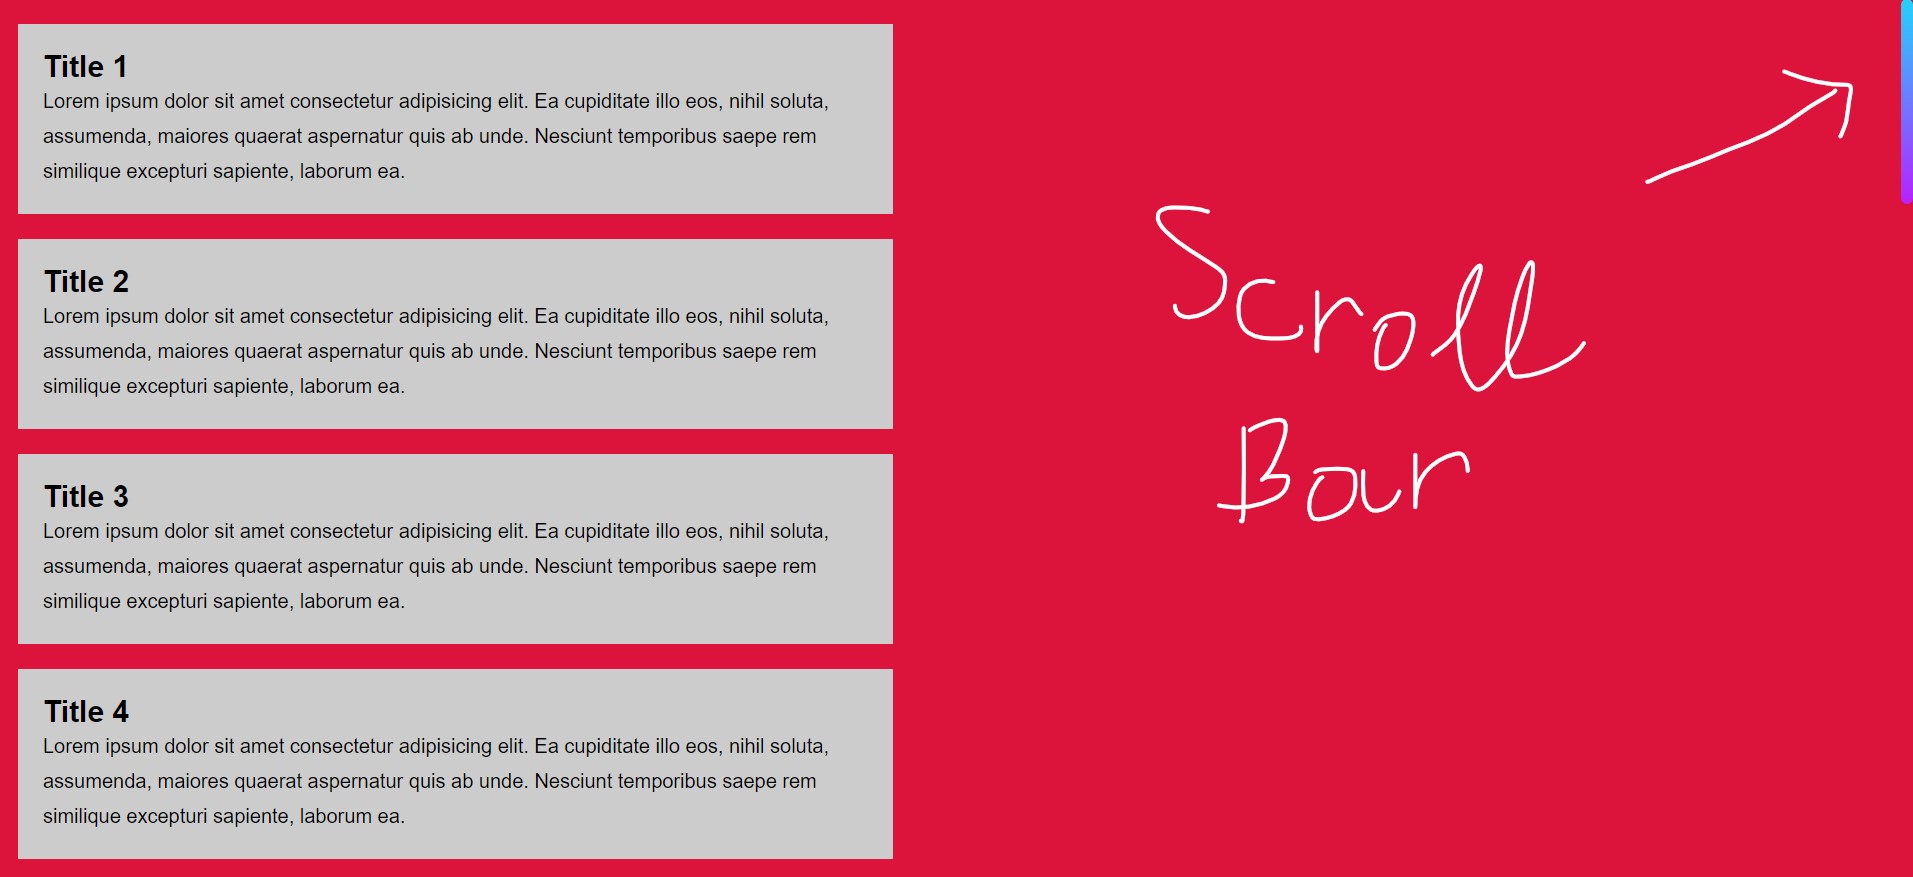 Title 1
Lorem ipsum dolor sit amet consectetur adipisicing elit. Ea cupiditate illo eos, nihil soluta,
assumenda, maiores quaerat aspernatur quis ab unde. Nesciunt temporibus saepe rem
similique excepturi sapiente, laborum ea.
Title 2
Lorem ipsum dolor sit amet consectetur adipisicing elit. Ea cupiditate illo eos, nihil soluta,
assumenda, maiores quaerat aspernatur quis ab unde. Nesciunt temporibus saepe rem
similique excepturi sapiente, laborum ea.
Title 3
Lorem ipsum dolor sit amet consectetur adipisicing elit. Ea cupiditate illo eos, nihil soluta,
assumenda, maiores quaerat aspernatur quis ab unde. Nesciunt temporibus saepe rem
similique excepturi sapiente, laborum ea.
Title 4
Lorem ipsum dolor sit amet consectetur adipisicing elit. Ea cupiditate illo eos, nihil soluta,
assumenda, maiores quaerat aspernatur quis ab unde. Nesciunt temporibus saepe rem
similique excepturi sapiente, laborum ea.
Scroll
Bar